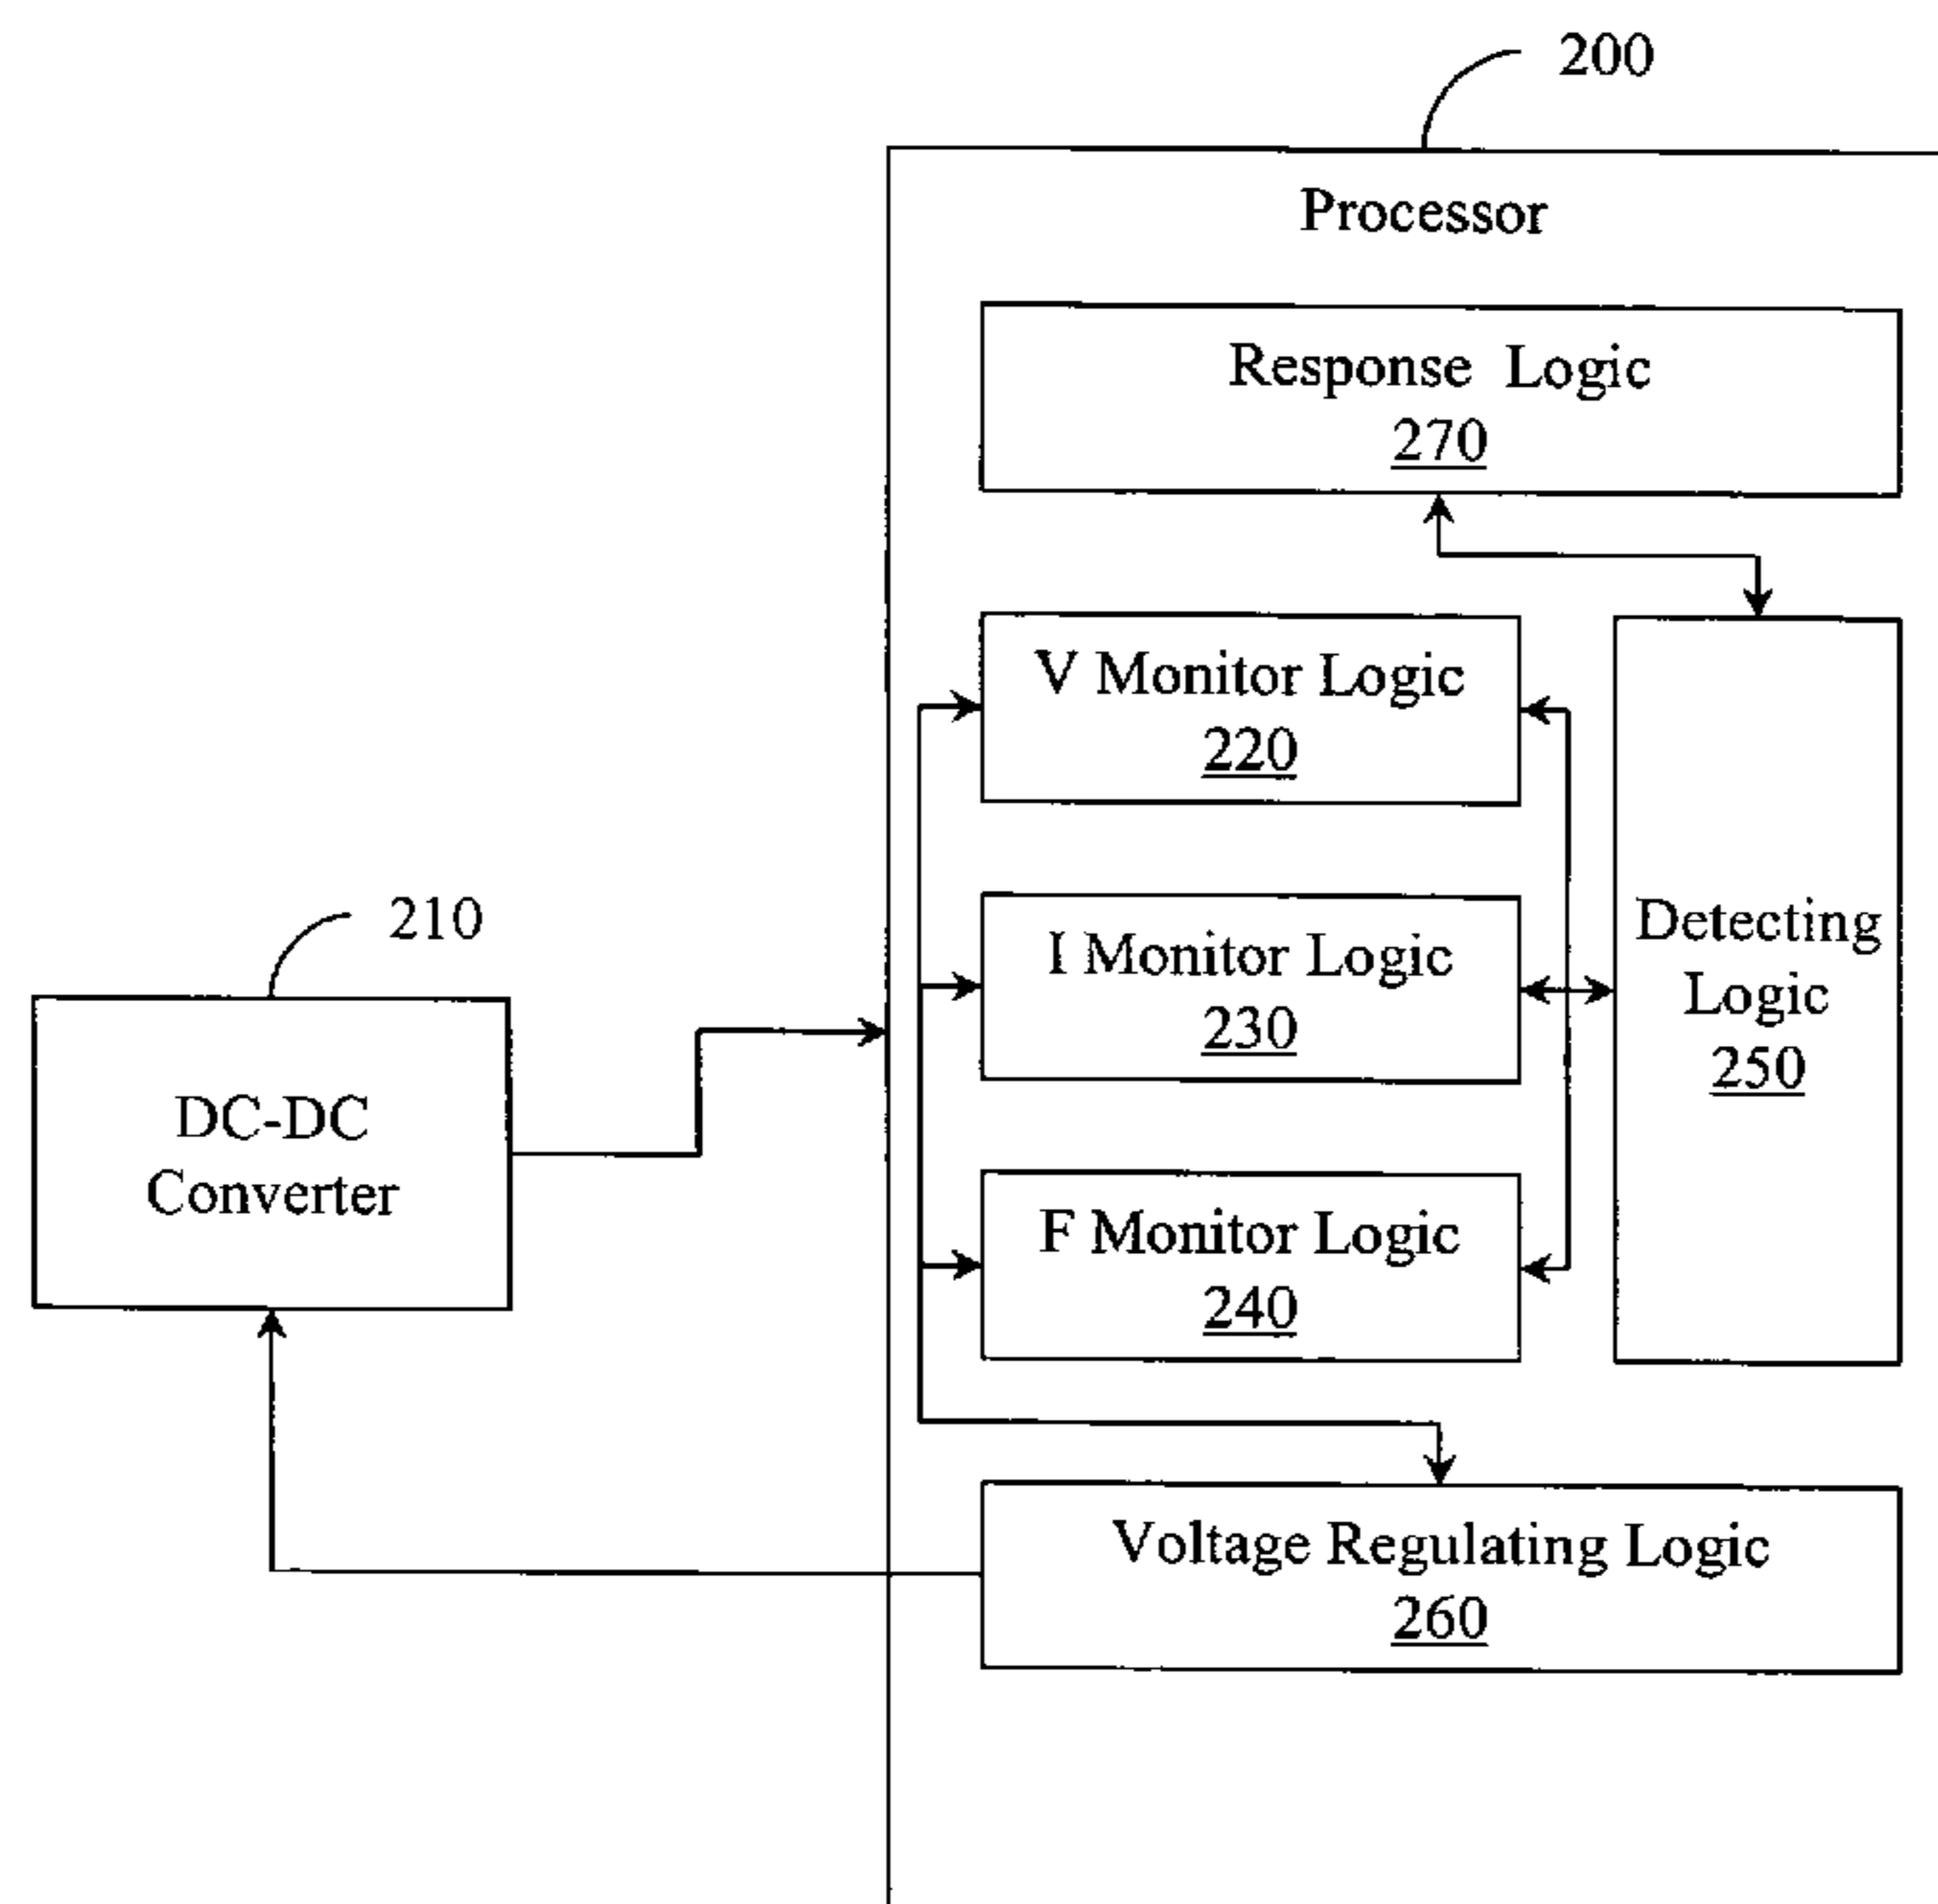 200
Processor
Response Logic
270
V Monitor Logic
220
210
I Monitor Logic
230
Detecting
Logic
250
DC-DC
Converter
F Monitor Logic
240
Voltage Regulating Logic
260